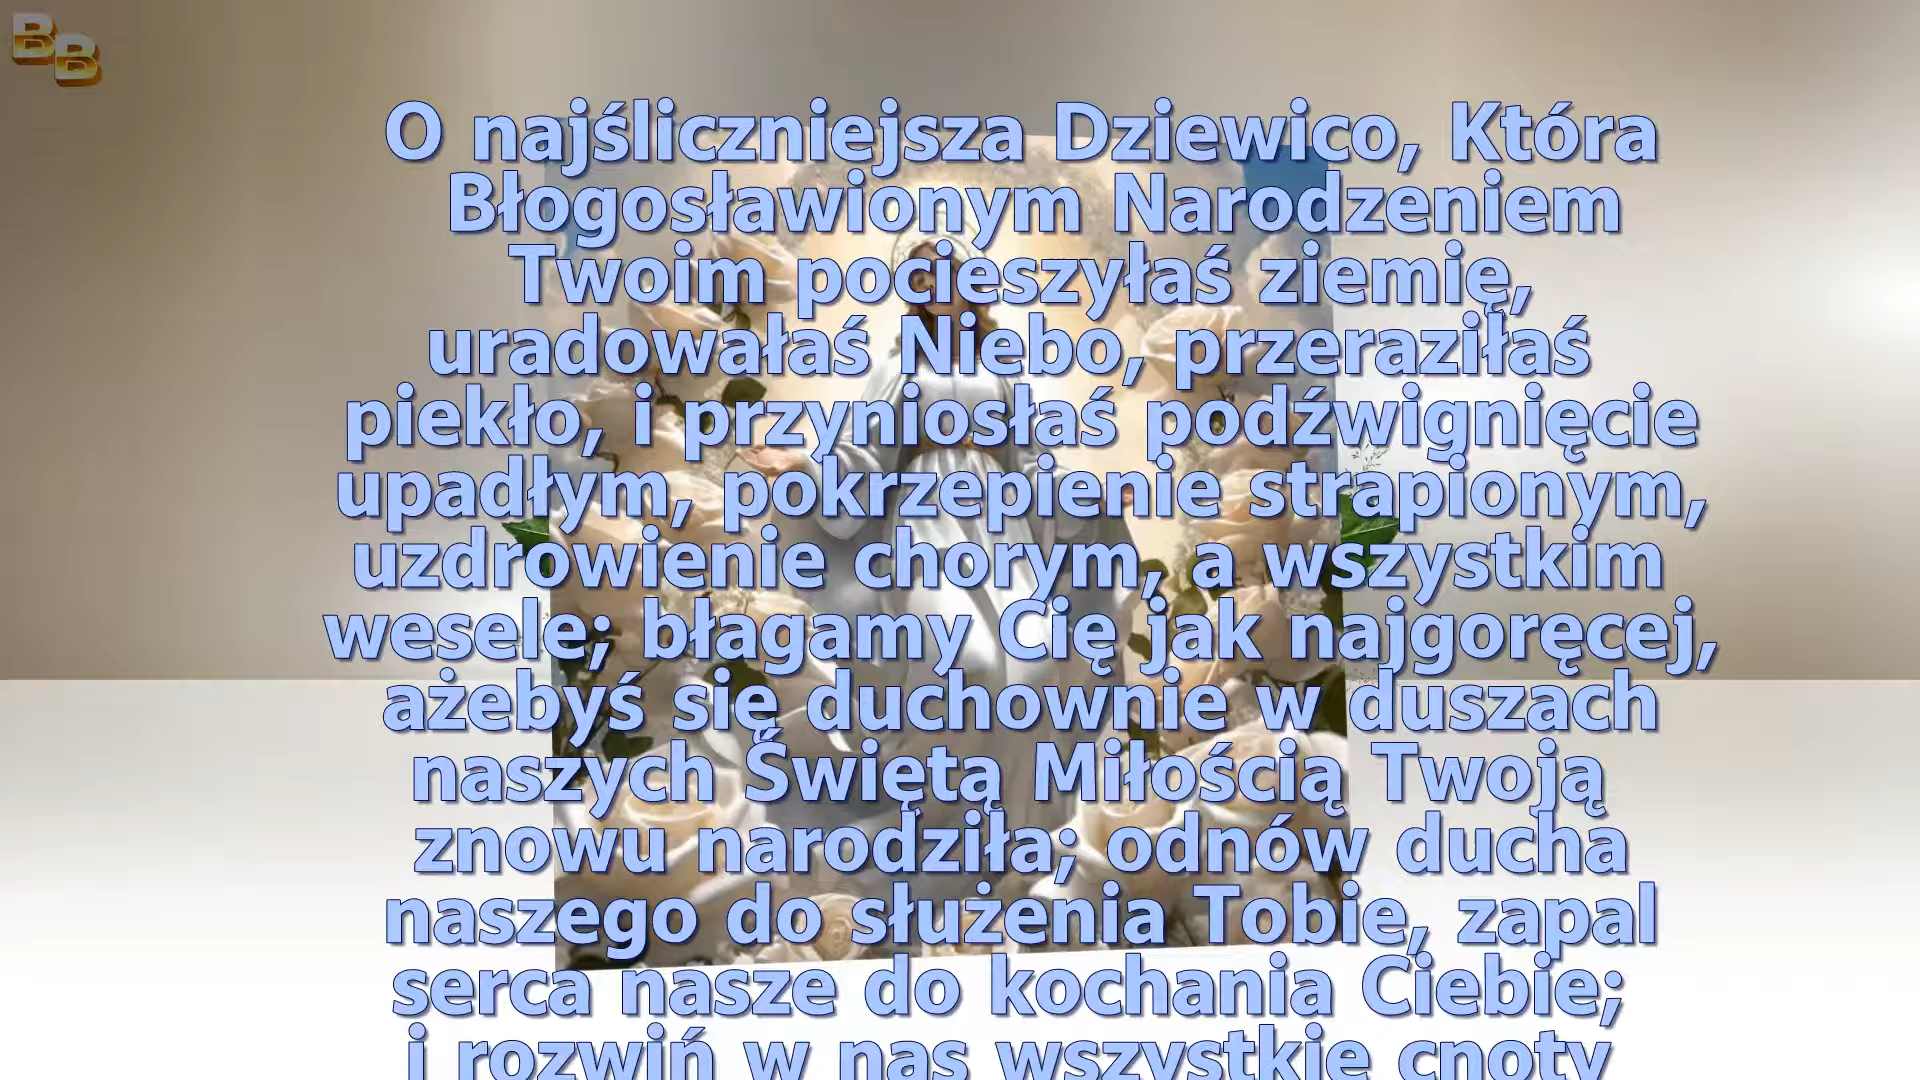 BB
O najśliczniejsza Dziewico, Która
Błogosławionym Narodzeniem
Twoim pocieszyłaś ziemię,
uradowałaś Niebo, przeraziłaś
piekło, i przyniosłaś podźwignięcie
upadłym, pokrzepienie strapionym,
uzdrowienie chorym, a wszystkim
wesele; błagamy Cię jak najgoręcej,
ażebyś się duchownie w duszach
naszych Świętą Miłością Twoją
znowu narodziła; odnów ducha
naszego do służenia Tobie, zapal
serca nasze do kochania Ciebie;
i rozwiń w nas wszystkie cnoty